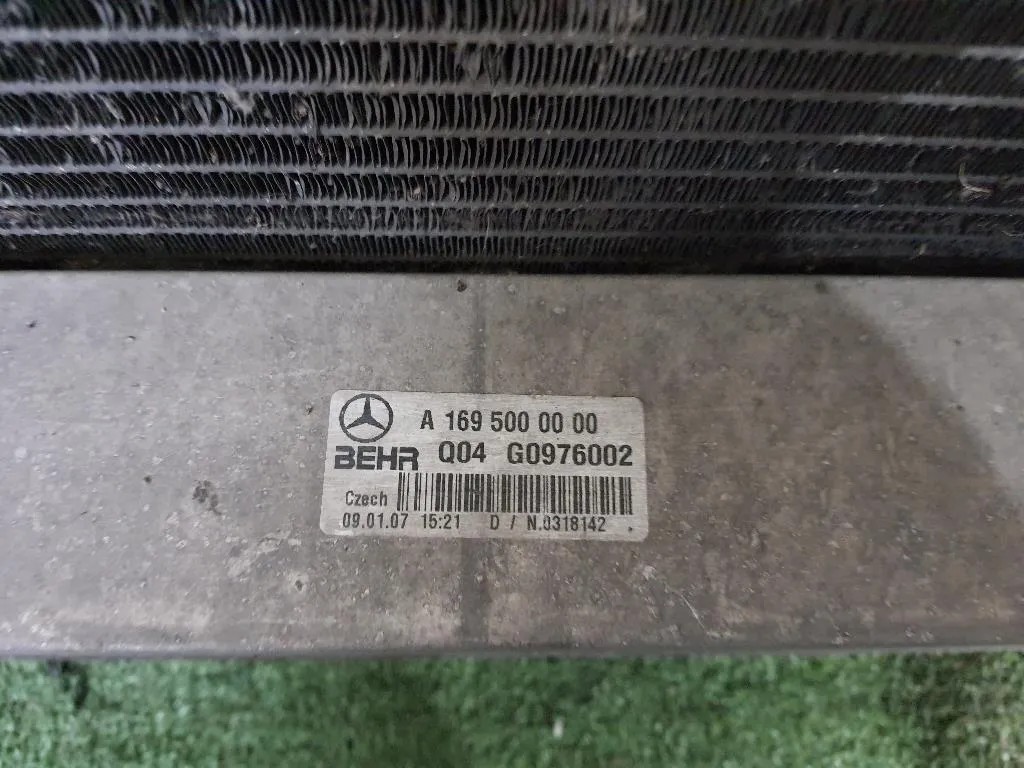 A 169 500 00 00
BEHR Q04 G0976002
Czech
09.01.07 15:21 D / N.0318142